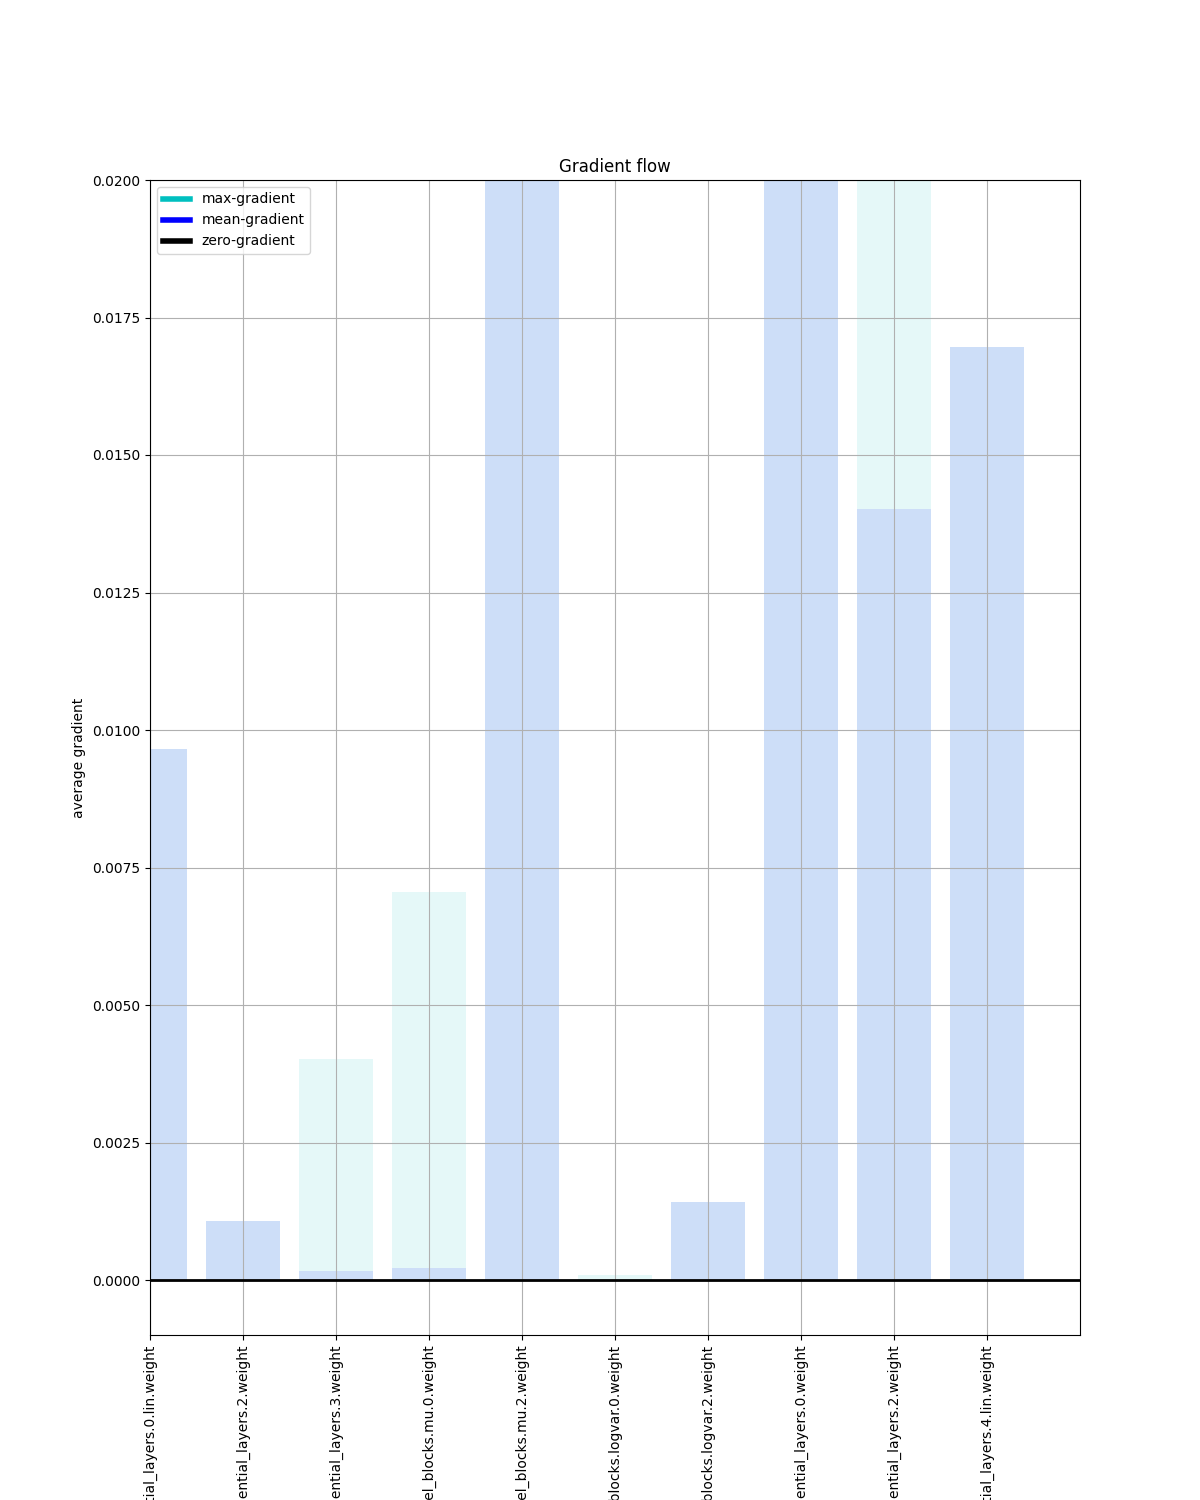 Gradient flow
max-gradient
mean-gradient
zero-gradient
average gradient
0.0200
0.0175
0.0150
0.0125
0.0100
0.0075
0.0050
0.0025
0.0000
tial_layers.0.lin.weight
ential_layers.2.weight
ential_layers.3.weight
el_blocks.mu.0.weight
el_blocks.mu.2.weight
blocks.logvar.0.weight
blocks.logvar.2.weight
ential_layers.0.weight
ential_layers.2.weight
tial_layers.4.lin.weight